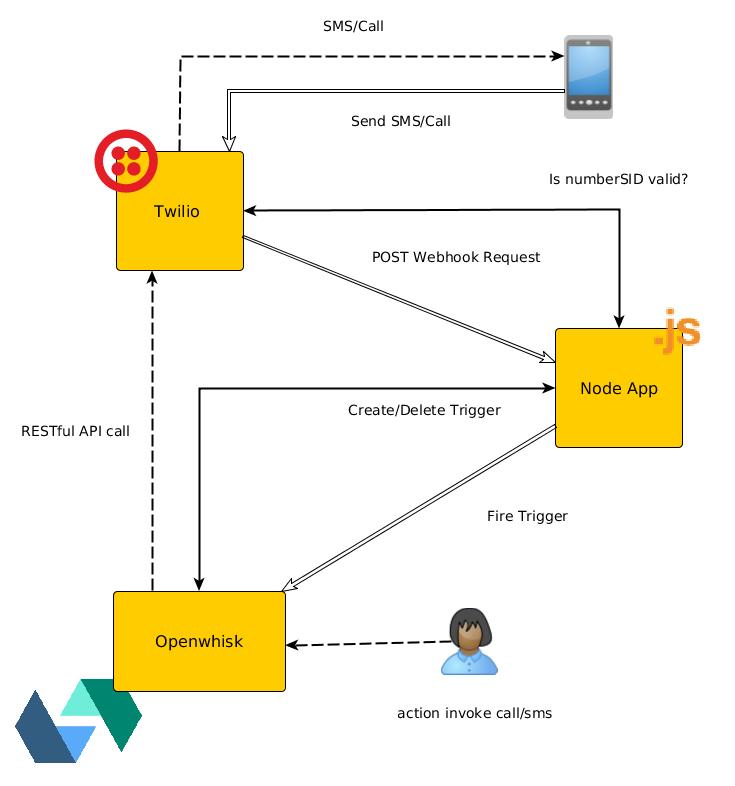 SMS/Call
Send SMS/Call
Is numberSID valid?
Twilio
POST Webhook Request
.js
Node App
Create/Delete Trigger
RESTful API call
Fire Trigger
Openwhisk
action invoke call/sms